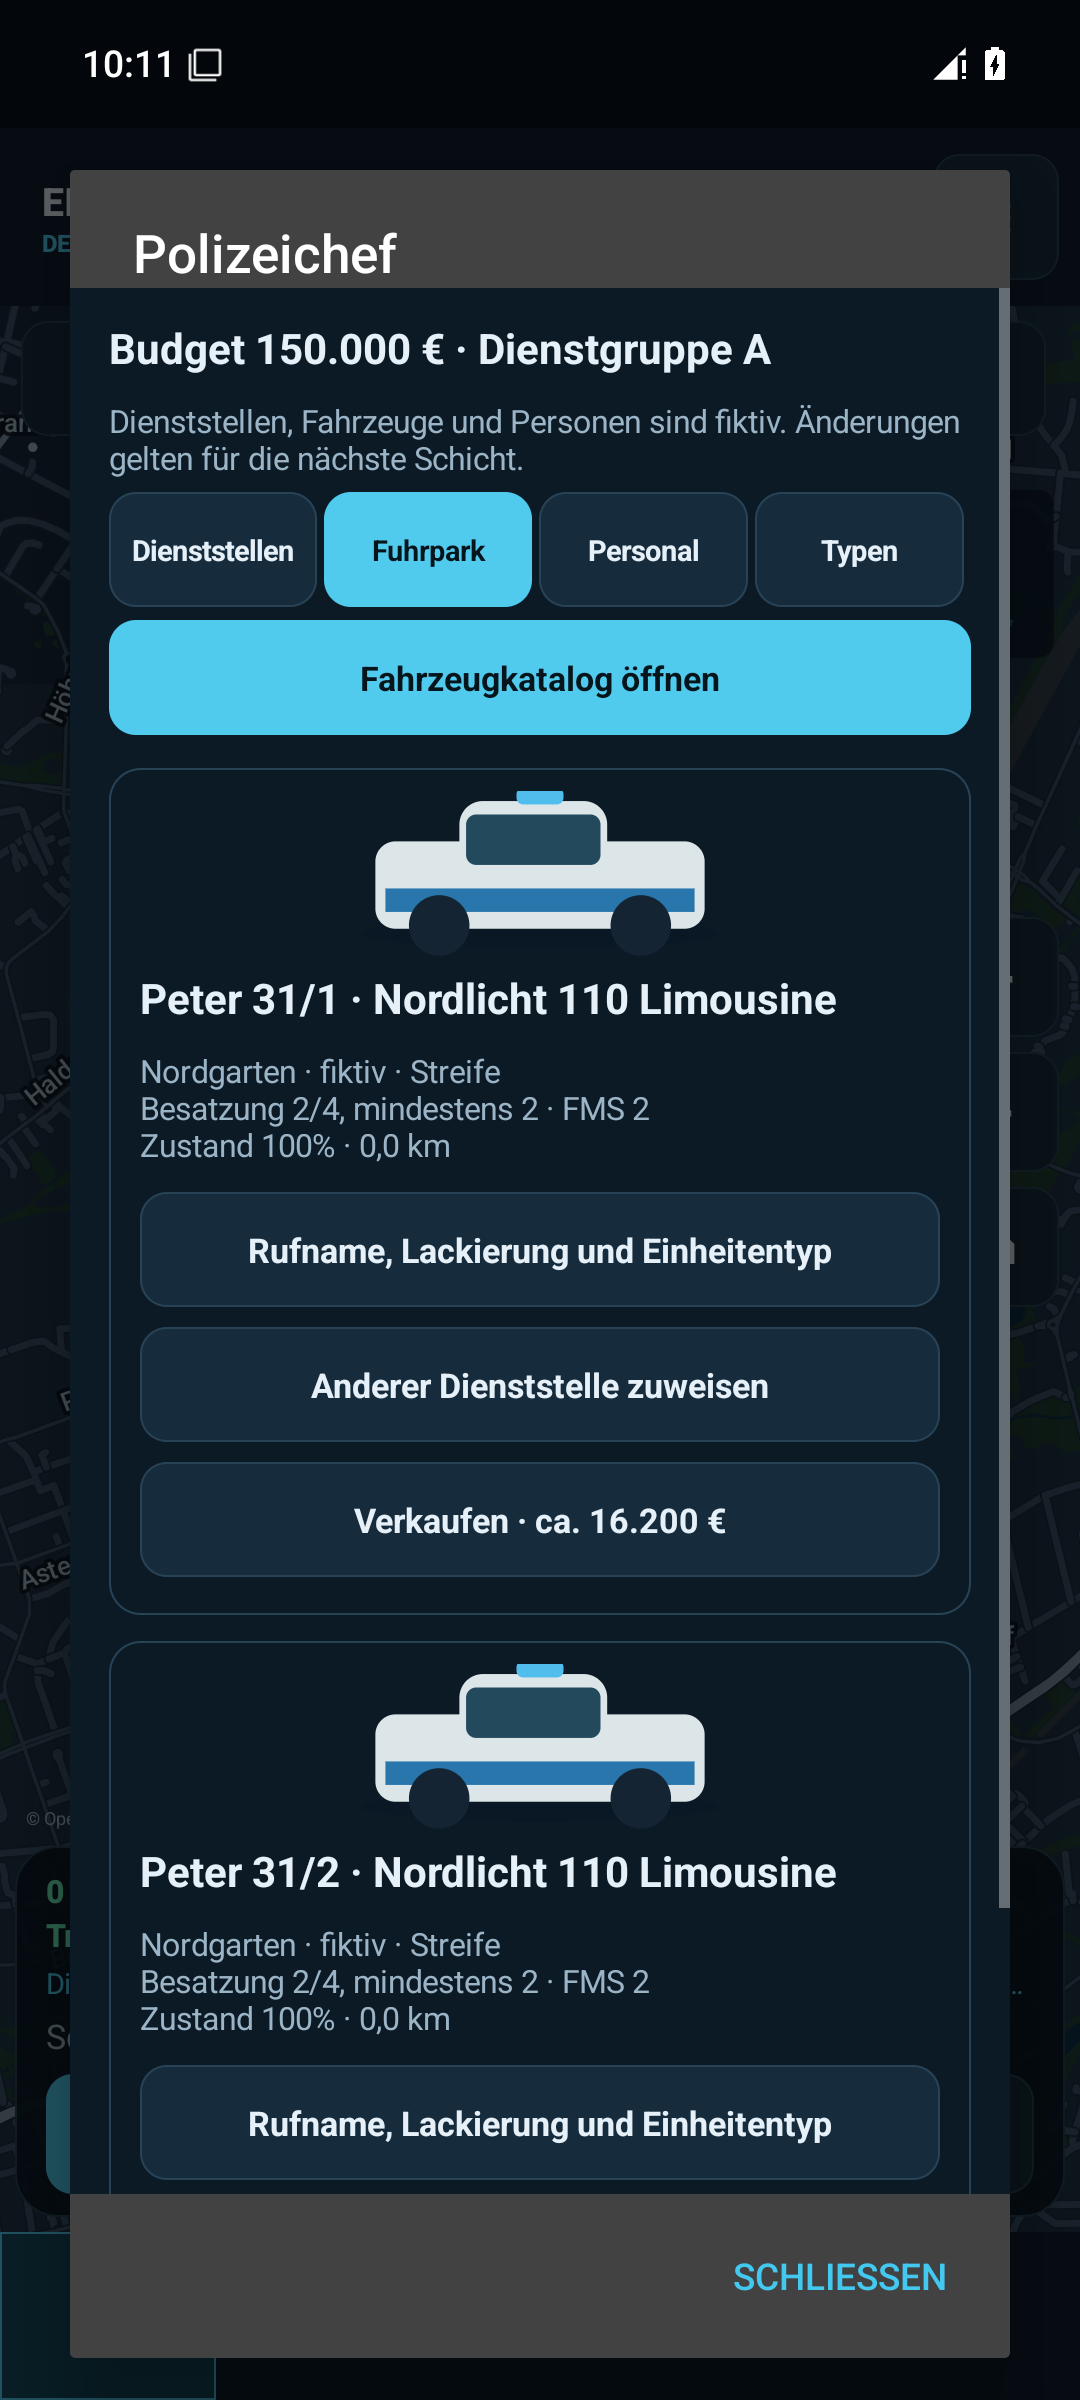 10:11
Polizeichef
Budget 150.000 € · Dienstgruppe A
Dienststellen, Fahrzeuge und Personen sind fiktiv. Änderungen
gelten für die nächste Schicht.
Dienststellen
Fuhrpark
Personal
Typen
Fahrzeugkatalog öffnen
Peter 31/1 · Nordlicht 110 Limousine
Nordgarten · fiktiv · Streife
Besatzung 2/4, mindestens 2 · FMS 2
Zustand 100% · 0,0 km
Rufname, Lackierung und Einheitentyp
Anderer Dienststelle zuweisen
Verkaufen · ca. 16.200 €
Peter 31/2 · Nordlicht 110 Limousine
Nordgarten · fiktiv · Streife
Besatzung 2/4, mindestens 2 · FMS 2
Zustand 100% · 0,0 km
Rufname, Lackierung und Einheitentyp
SCHLIESSEN